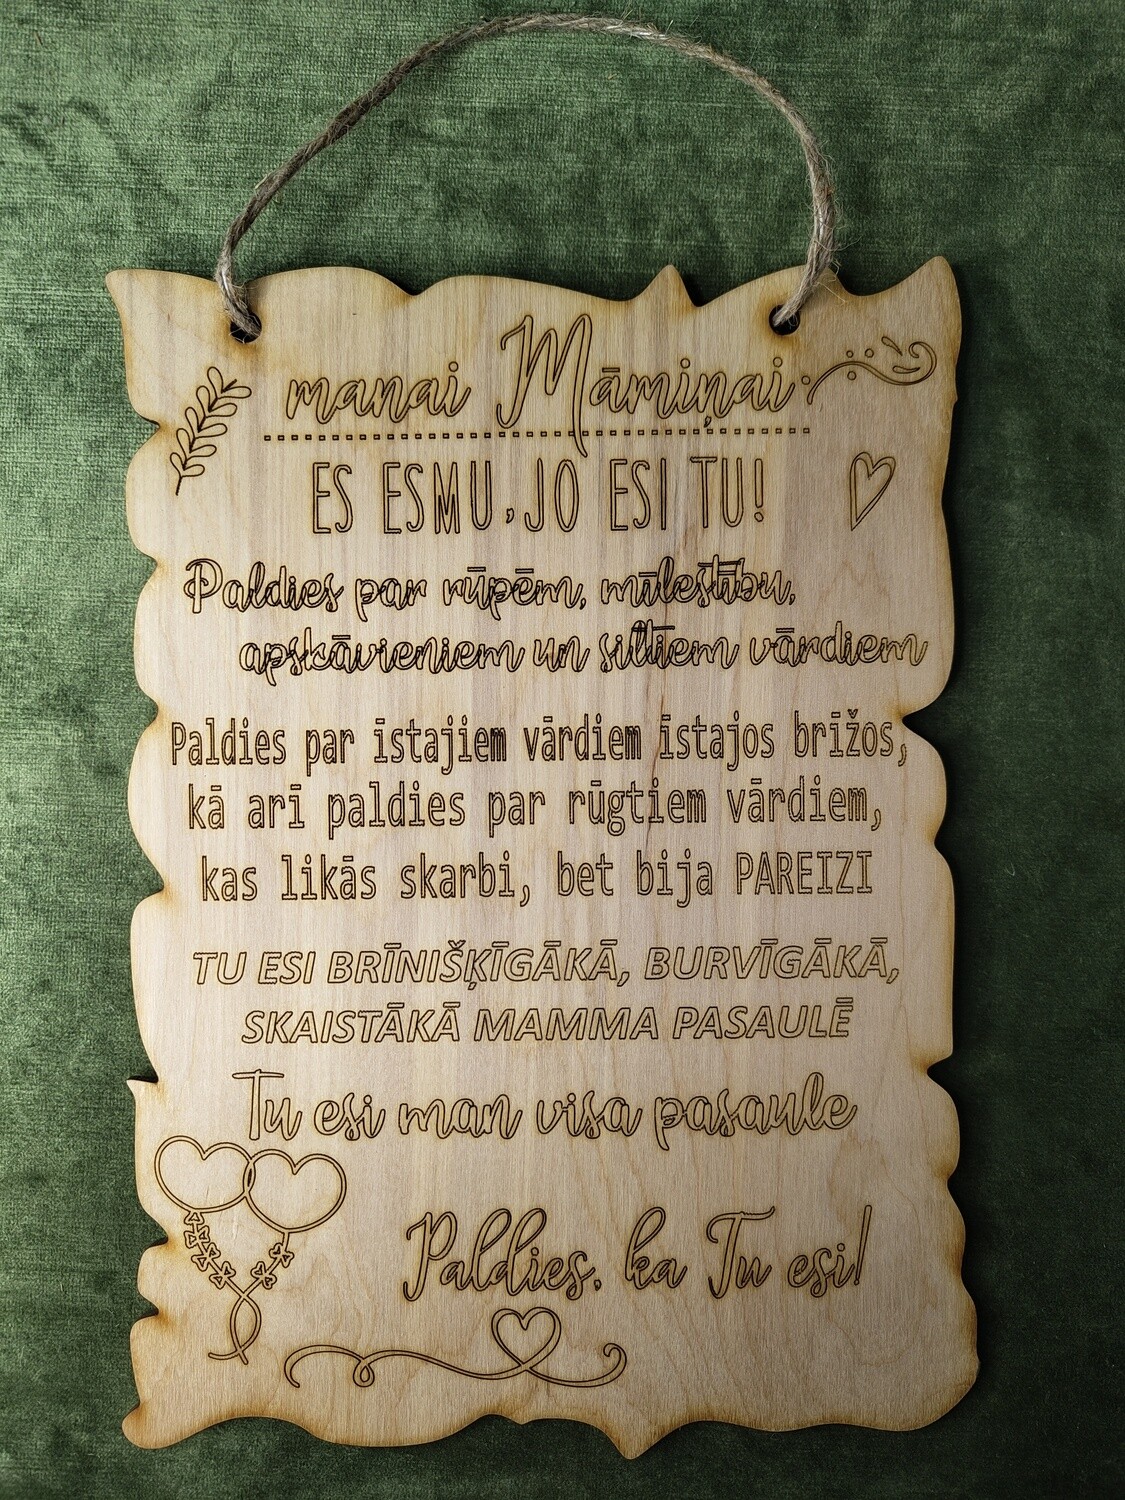 manai Māmiņai
ES ESMU, JO ESI TU!
Paldies par rūpēm, mīlestību,
apskāvieniem un siltiem vārdiem
Paldies par īstajiem vārdiem īstajos brīžos,
kā arī paldies par rūgtiem vārdiem,
kas likās skarbi, bet bija PAREIZI
TU ESI BRĪNIŠĶĪGĀKĀ, BURVĪGĀKĀ,
SKAISTĀKĀ MAMMA PASAULĒ
Tu esi man visa pasaule
Paldies, ka Tu esi!